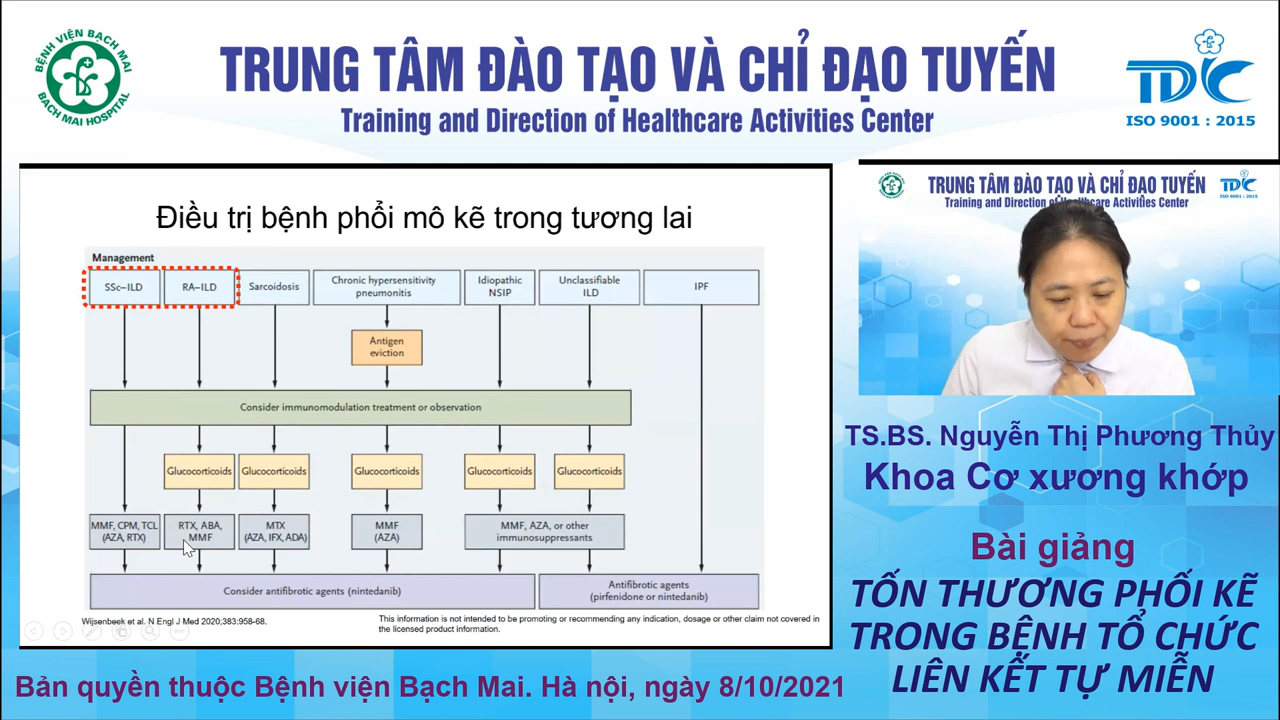 BỆNH VIỆN BẠCH MAI
BACH MAI HOSPITAL
TRUNG TÂM ĐÀO TẠO VÀ CHỈ ĐẠO TUYẾN
Training and Direction of Healthcare Activities Center
TDC
ISO 9001 : 2015
Điều trị bệnh phổi mô kẽ trong tương lai
Management
SSc–ILD
RA–ILD
Sarcoidosis
Chronic hypersensitivity
pneumonitis
Idiopathic
NSIP
Unclassifiable
ILD
IPF
Antigen
eviction
Consider immunomodulation treatment or observation
Glucocorticoids
Glucocorticoids
Glucocorticoids
Glucocorticoids
Glucocorticoids
MMF, CPM, TCL
(AZA, RTX)
RTX, ABA,
MMF
MTX
(AZA, IFX, ADA)
MMF
(AZA)
MMF, AZA, or other
immunosuppressants
Consider antifibrotic agents (nintedanib)
Antifibrotic agents
(pirfenidone or nintedanib)
Wijsenbeek et al. N Engl J Med 2020;383:958-68.
This information is not intended to be promoting or recommending any indication, dosage or other claim not covered in
the licensed product information.
TRUNG TÂM ĐÀO TẠO VÀ CHỈ ĐẠO TUYẾN
Training and Direction of Healthcare Activities Center
TDC
ISO 9001 : 2015
TS.BS. Nguyễn Thị Phương Thủy
Khoa Cơ xương khớp
Bài giảng
TỐN THƯƠNG PHỐI KẼ
TRONG BỆNH TỔ CHỨC
LIÊN KẾT TỰ MIỄN
Bản quyền thuộc Bệnh viện Bạch Mai. Hà nội, ngày 8/10/2021